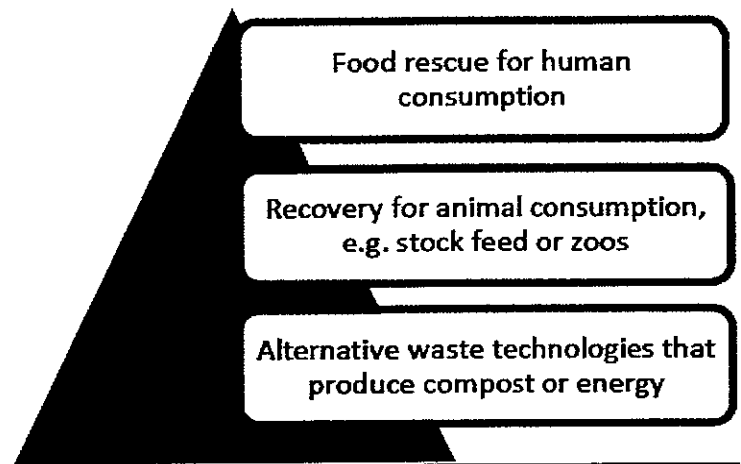 Food rescue for human
consumption
Recovery for animal consumption,
e.g. stock feed or zoos
Alternative waste technologies that
produce compost or energy